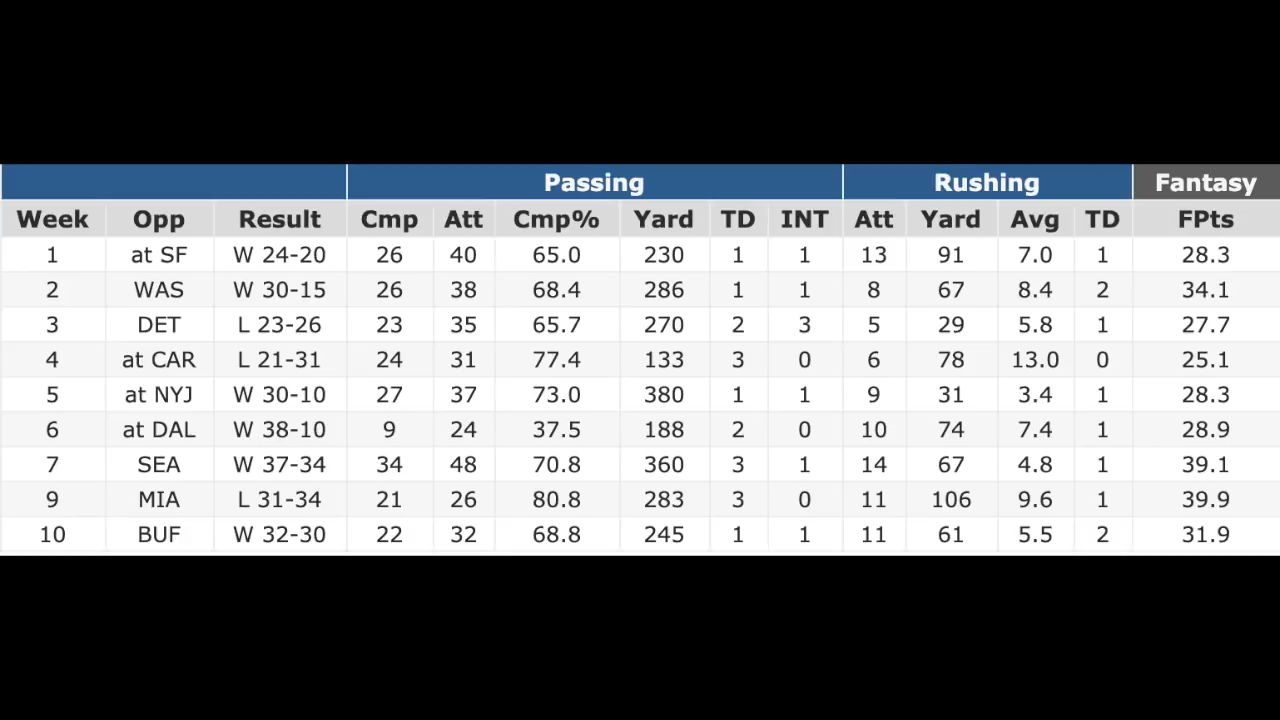 Passing Rushing Fantasy
Week Opp Result Cmp Att Cmp% Yard TD INT Att Yard Avg TD FPts
1 at SF W 24-20 26 40 65.0 230 1 1 13 91 7.0 1 28.3
2 WAS W 30-15 26 38 68.4 286 1 1 8 67 8.4 2 34.1
3 DET L 23-26 23 35 65.7 270 2 3 5 29 5.8 1 27.7
4 at CAR L 21-31 24 31 77.4 133 3 0 6 78 13.0 0 25.1
5 at NYJ W 30-10 27 37 73.0 380 1 1 9 31 3.4 1 28.3
6 at DAL W 38-10 9 24 37.5 188 2 0 10 74 7.4 1 28.9
7 SEA W 37-34 34 48 70.8 360 3 1 14 67 4.8 1 39.1
9 MIA L 31-34 21 26 80.8 283 3 0 11 106 9.6 1 39.9
10 BUF W 32-30 22 32 68.8 245 1 1 11 61 5.5 2 31.9